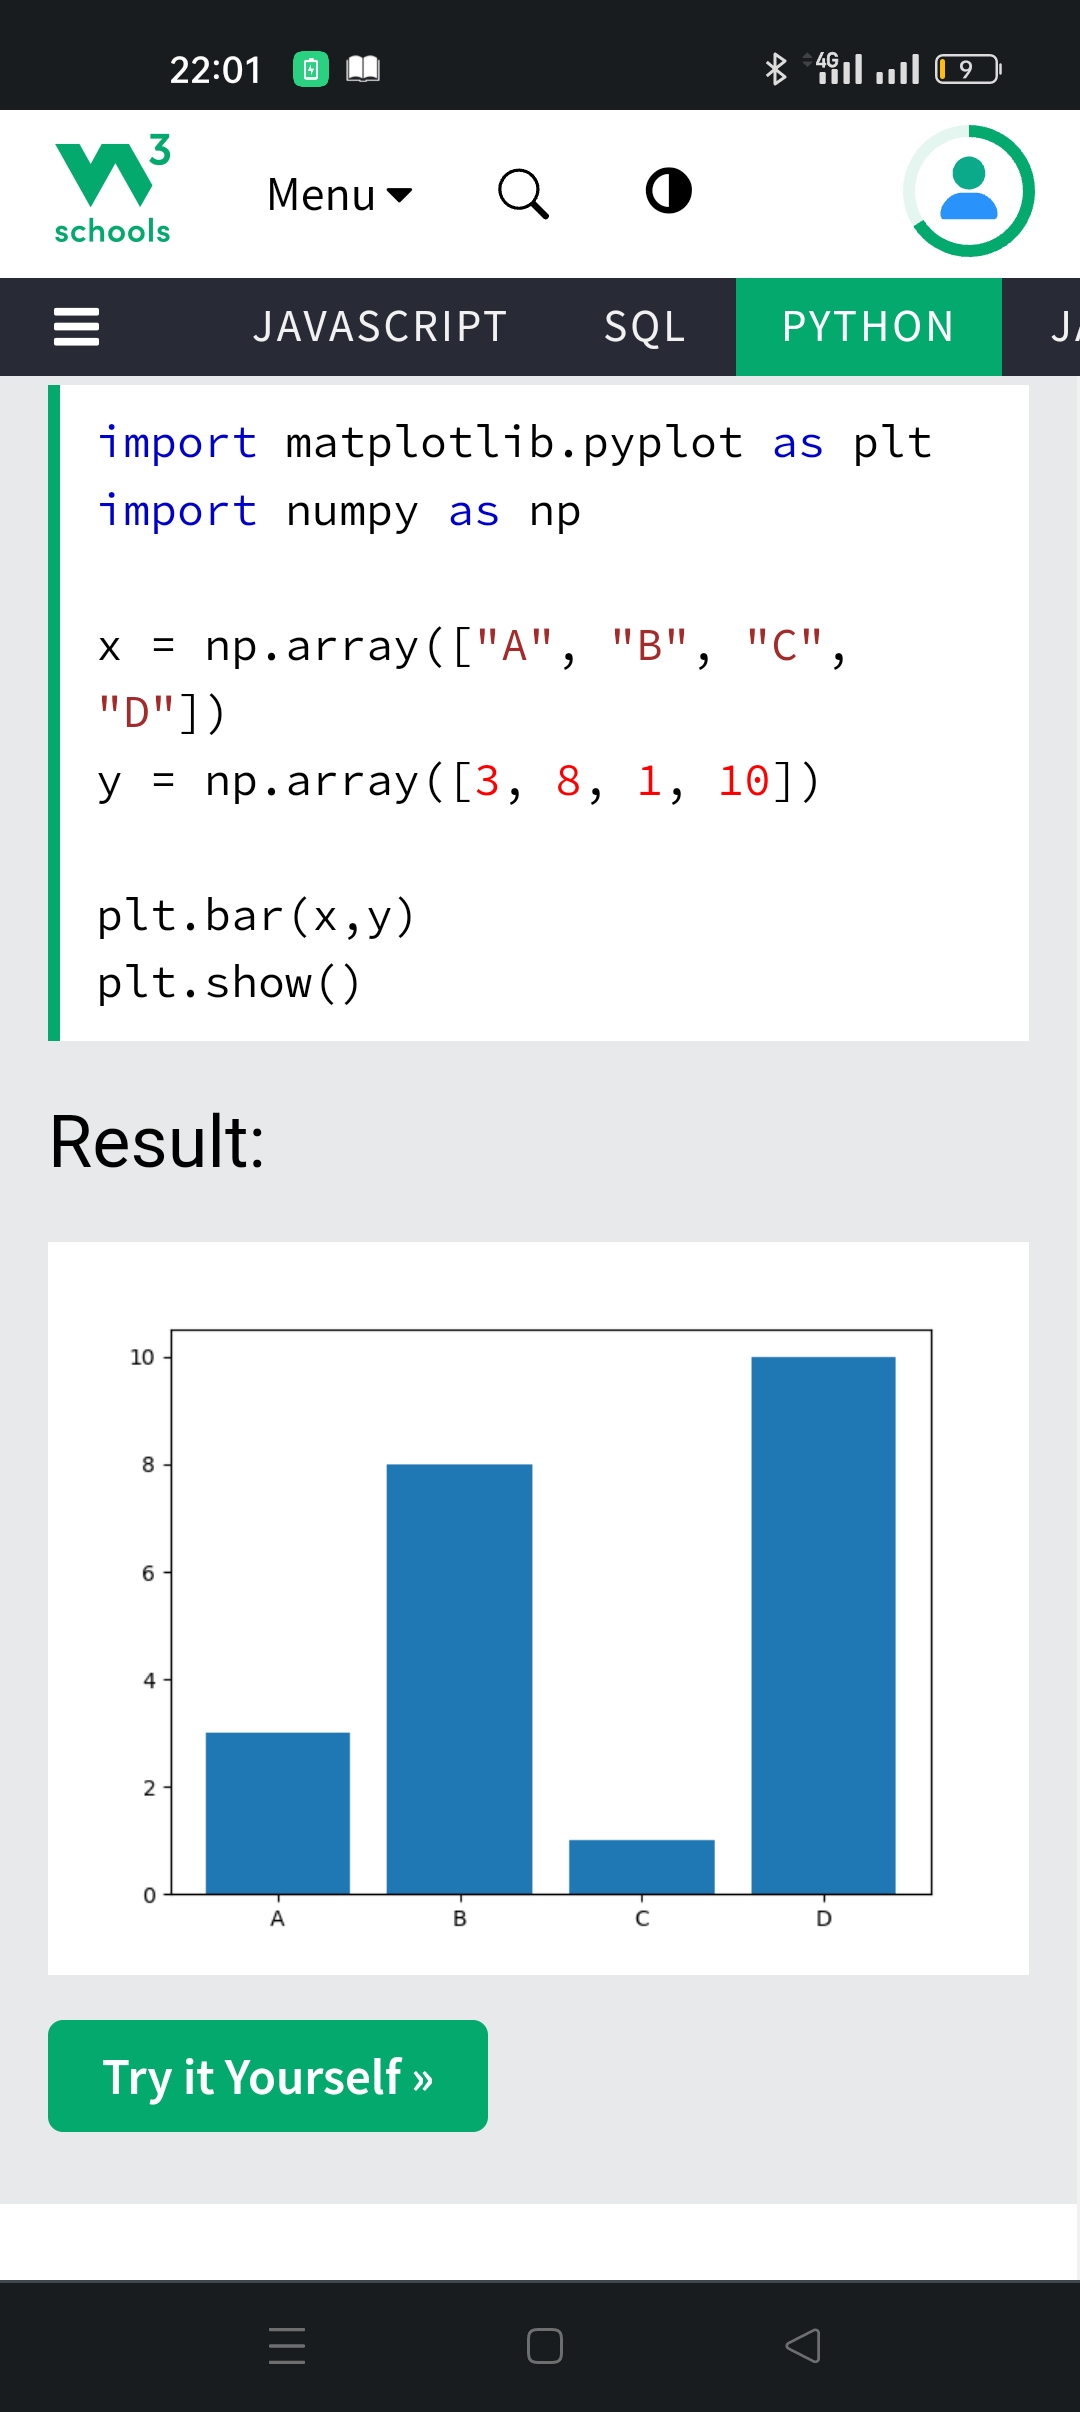 22:01
4G
9
W3
schools
Menu
JAVASCRIPT SQL PYTHON
import matplotlib.pyplot as plt
import numpy as np
x = np.array(["A", "B", "C",
"D"])
y = np.array([3, 8, 1, 10])
plt.bar(x,y)
plt.show()
Result:
10
8
6
4
2
0
A B C D
Try it Yourself »